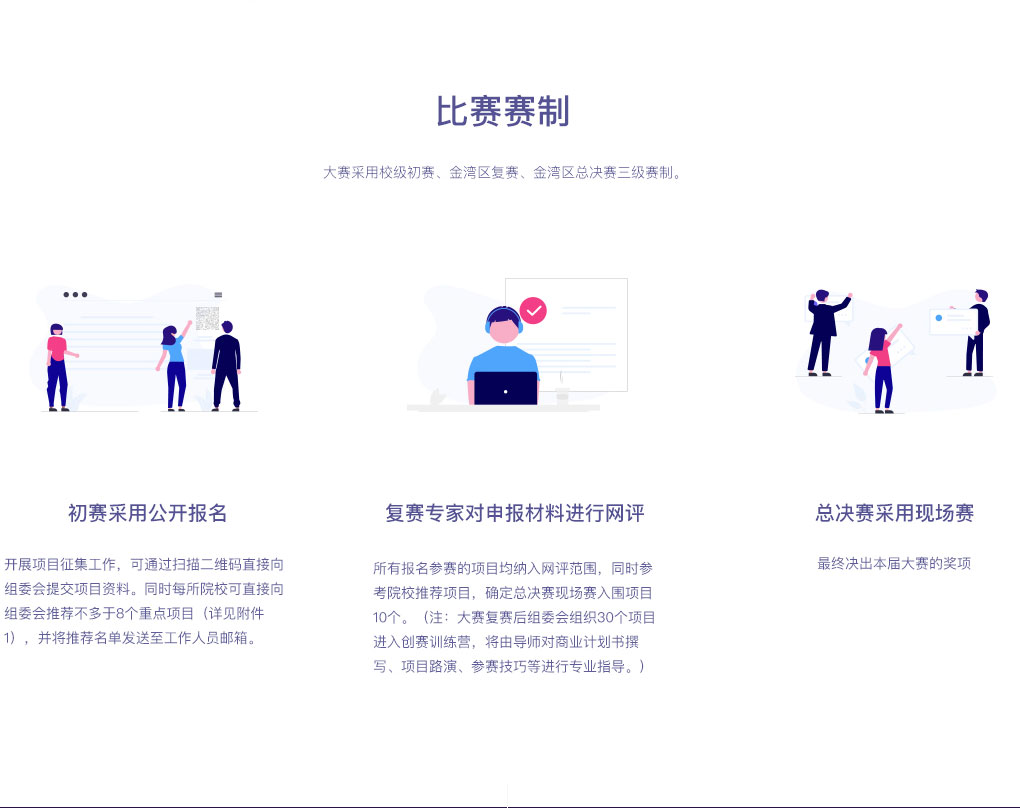 比赛赛制
大赛采用校级初赛、金湾区复赛、金湾区总决赛三级赛制。
初赛采用公开报名
开展项目征集工作，可通过扫描二维码直接向
组委会提交项目资料。同时每所院校可直接向
组委会推荐不多于8个重点项目（详见附件
1），并将推荐名单发送至工作人员邮箱。
复赛专家对申报材料进行网评
所有报名参赛的项目均纳入网评范围，同时参
考院校推荐项目，确定总决赛现场赛入围项目
10个。（注：大赛复赛后组委会组织30个项目
进入创赛训练营，将由导师对商业计划书撰
写、项目路演、参赛技巧等进行专业指导。）
总决赛采用现场赛
最终决出本届大赛的奖项